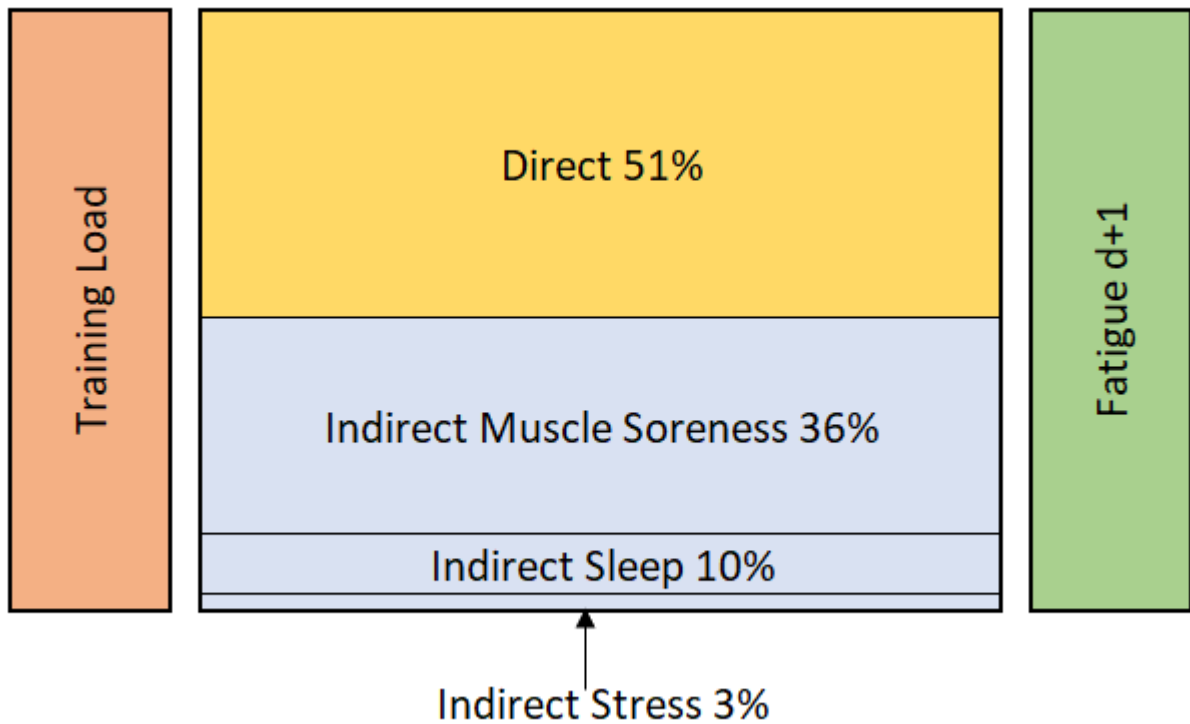 Training Load
Direct 51%
Indirect Muscle Soreness 36%
Indirect Sleep 10%
Indirect Stress 3%
Fatigue d+1